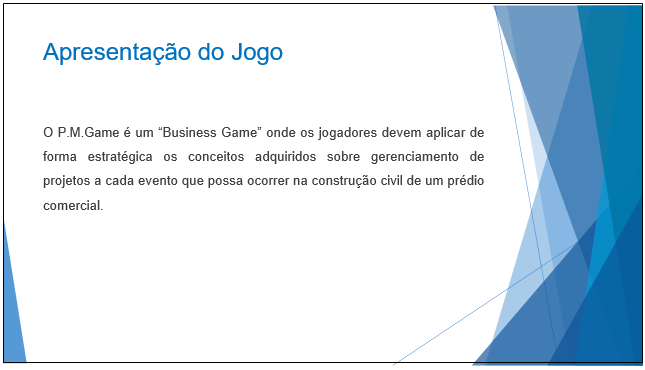 Apresentação do Jogo
O P.M.Game é um “Business Game” onde os jogadores devem aplicar de
forma estratégica os conceitos adquiridos sobre gerenciamento de
projetos a cada evento que possa ocorrer na construção civil de um prédio
comercial.